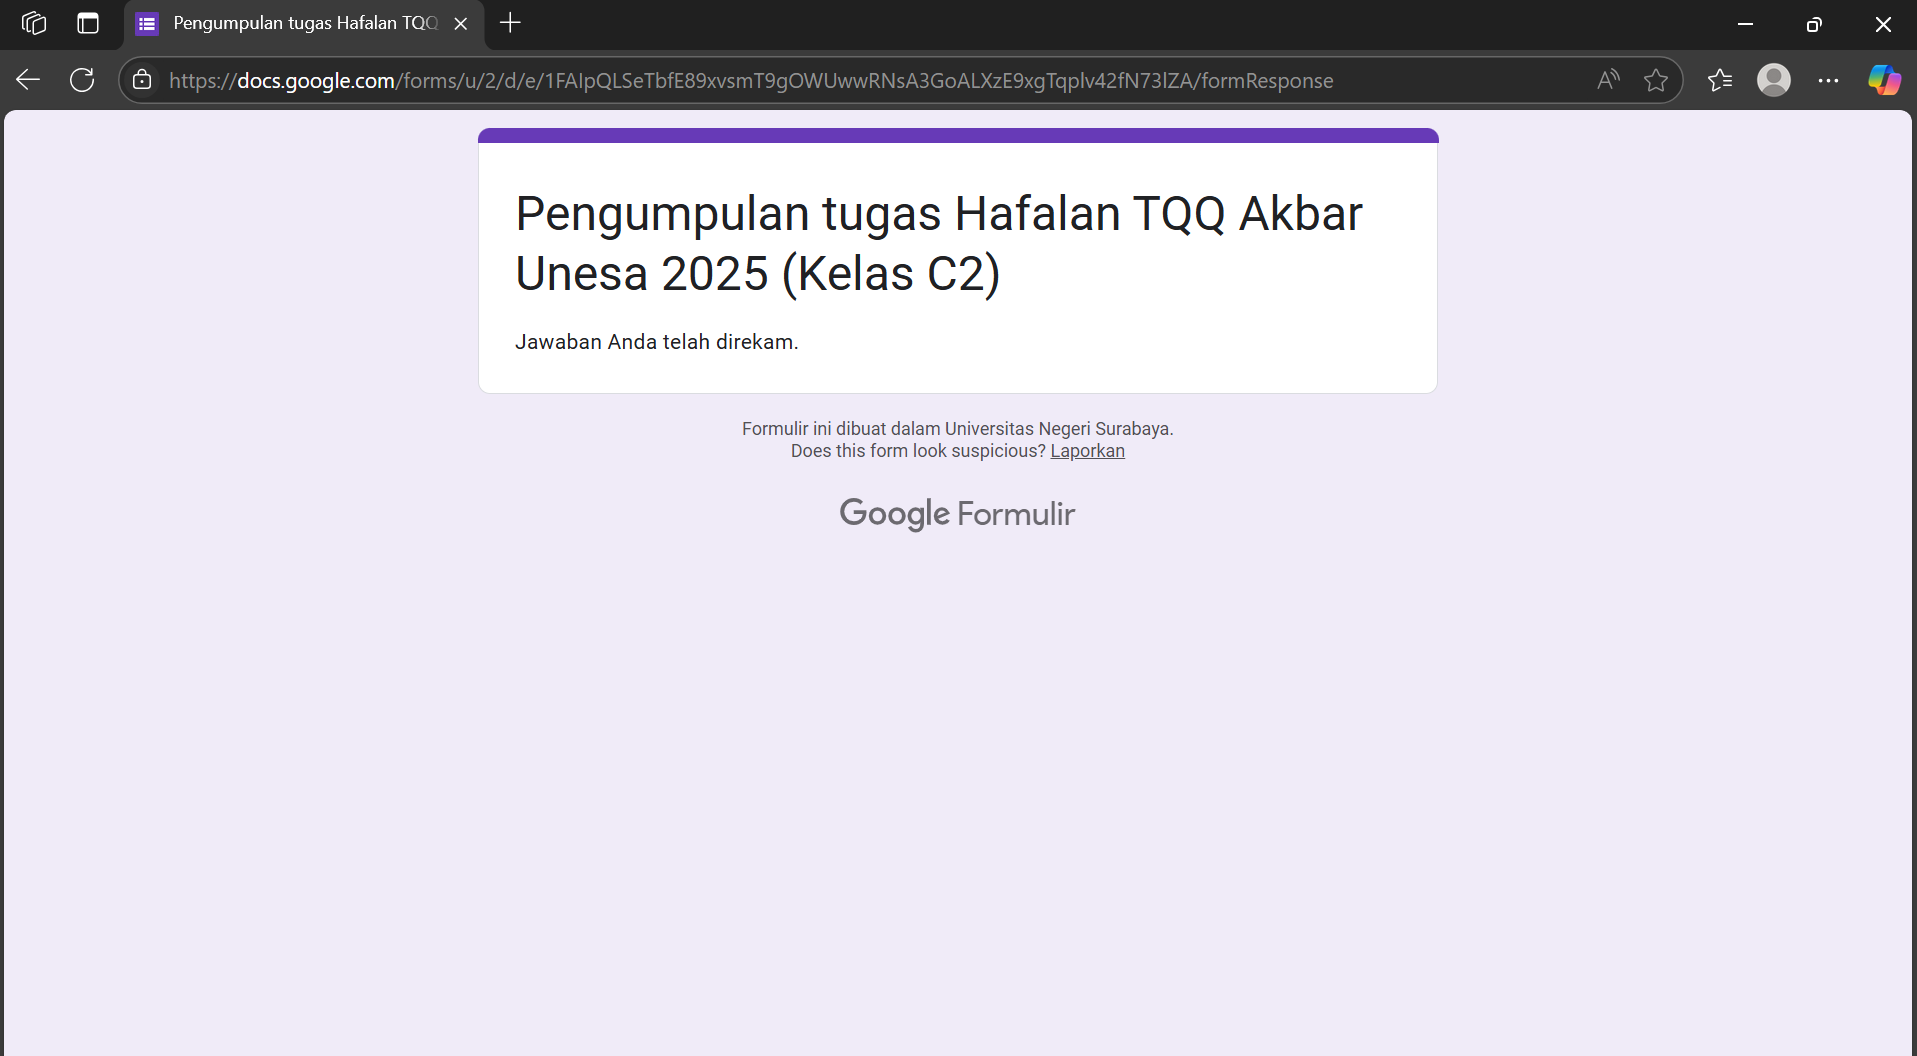 Pengumpulan tugas Hafalan TQQ
https://docs.google.com/forms/u/2/d/e/1FAIpQLSeTbfE89xvsmT9gOWUwwRNsA3GoALXzE9xgTqplv42fN73lZA/formResponse
Pengumpulan tugas Hafalan TQQ Akbar
Unesa 2025 (Kelas C2)
Jawaban Anda telah direkam.
Formulir ini dibuat dalam Universitas Negeri Surabaya.
Does this form look suspicious? Laporkan
Google Formulir